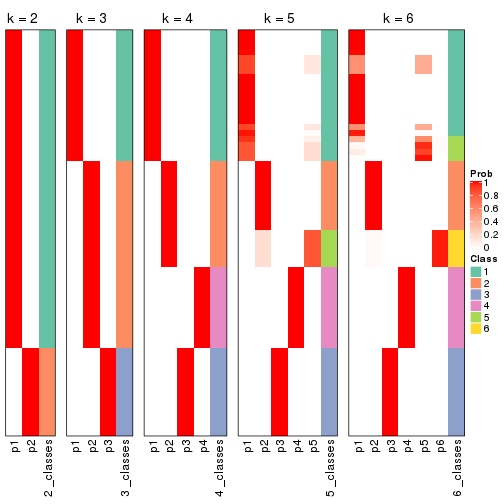 k = 2
k = 3
k = 4
k = 5
k = 6
Prob
1
0.8
0.6
0.4
0.2
0
Class
1
2
3
4
5
6
p1
p2
2_classes
p1
p2
p3
3_classes
p1
p2
p3
p4
4_classes
p1
p2
p3
p4
p5
5_classes
p1
p2
p3
p4
p5
p6
6_classes